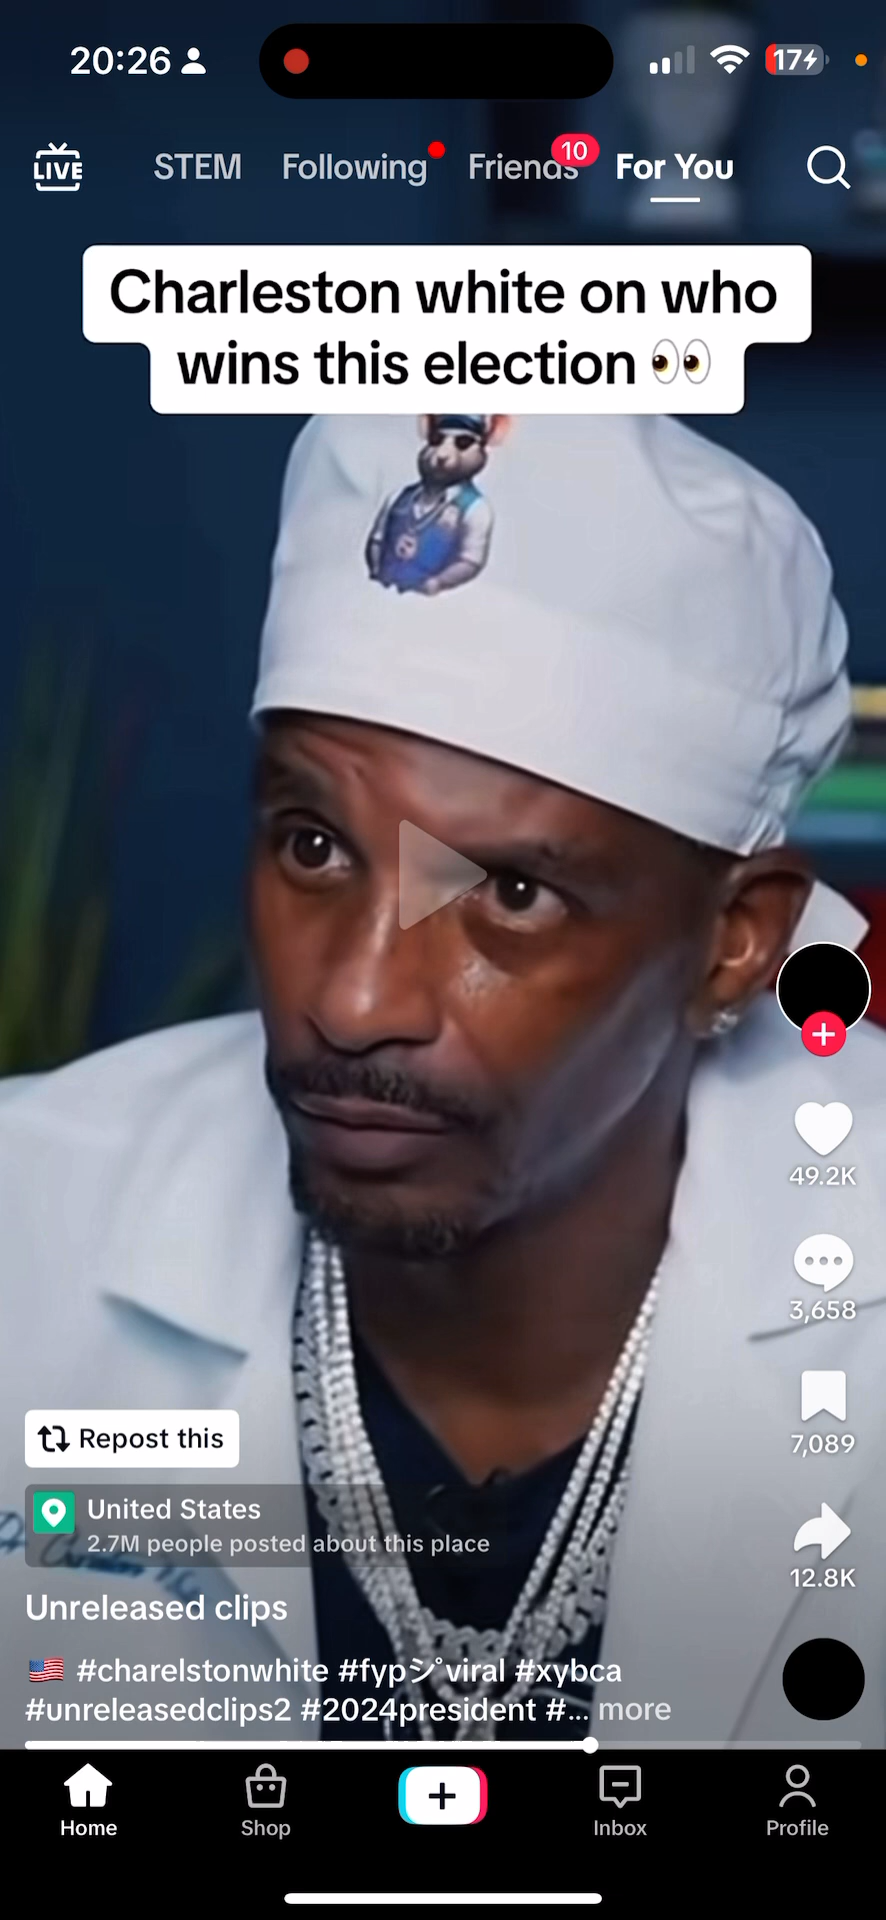 20:26
17
LIVE
STEM
Following
Friends
10
For You
Charleston white on who
wins this election 👀
49.2K
3,658
7,089
12.8K
Repost this
United States
2.7M people posted about this place
Unreleased clips
🇺🇸 #charelstonwhite #fypシ゚viral #xybca
#unreleasedclips2 #2024president #... more
Home
Shop
Inbox
Profile